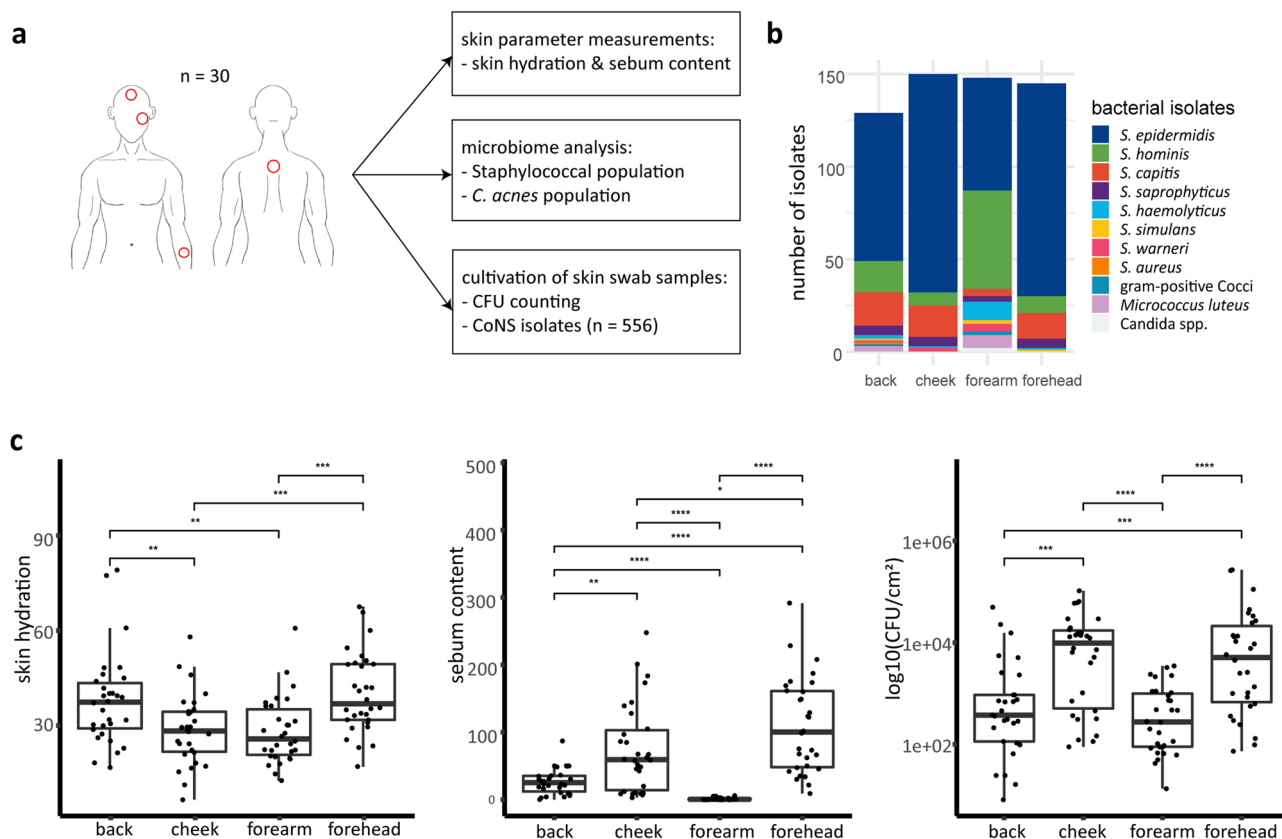 a
n = 30
skin parameter measurements:
- skin hydration & sebum content
microbiome analysis:
- Staphylococcal population
- C. acnes population
cultivation of skin swab samples:
- CFU counting
- CoNS isolates (n = 556)
b
number of isolates
150
100
50
0
back cheek forearm forehead
bacterial isolates
S. epidermidis
S. hominis
S. capitis
S. saprophyticus
S. haemolyticus
S. simulans
S. warneri
S. aureus
gram-positive Cocci
Micrococcus luteus
Candida spp.
c
skin hydration
90
60
30
***
***
**
**
back cheek forearm forehead
sebum content
500
400
300
200
100
0
****
*
****
****
****
**
back cheek forearm forehead
log10(CFU/cm²)
1e+06
1e+04
1e+02
****
****
***
***
back cheek forearm forehead